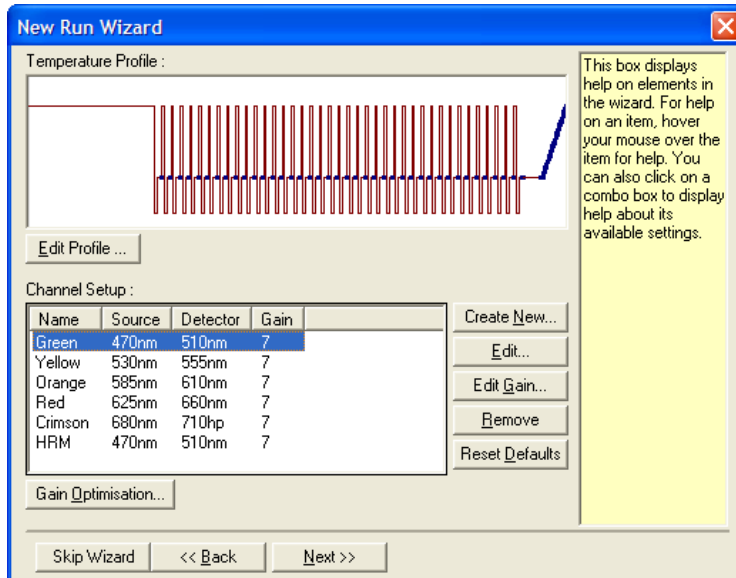 New Run Wizard
Temperature Profile :
Edit Profile ...
Channel Setup :
Name Source Detector Gain
Green 470nm 510nm 7
Yellow 530nm 555nm 7
Orange 585nm 610nm 7
Red 625nm 660nm 7
Crimson 680nm 710hp 7
HRM 470nm 510nm 7
Create New...
Edit...
Edit Gain...
Remove
Reset Defaults
Gain Optimisation...
This box displays
help on elements in
the wizard. For help
on an item, hover
your mouse over the
item for help. You
can also click on a
combo box to display
help about its
available settings.
Skip Wizard
<< Back
Next >>